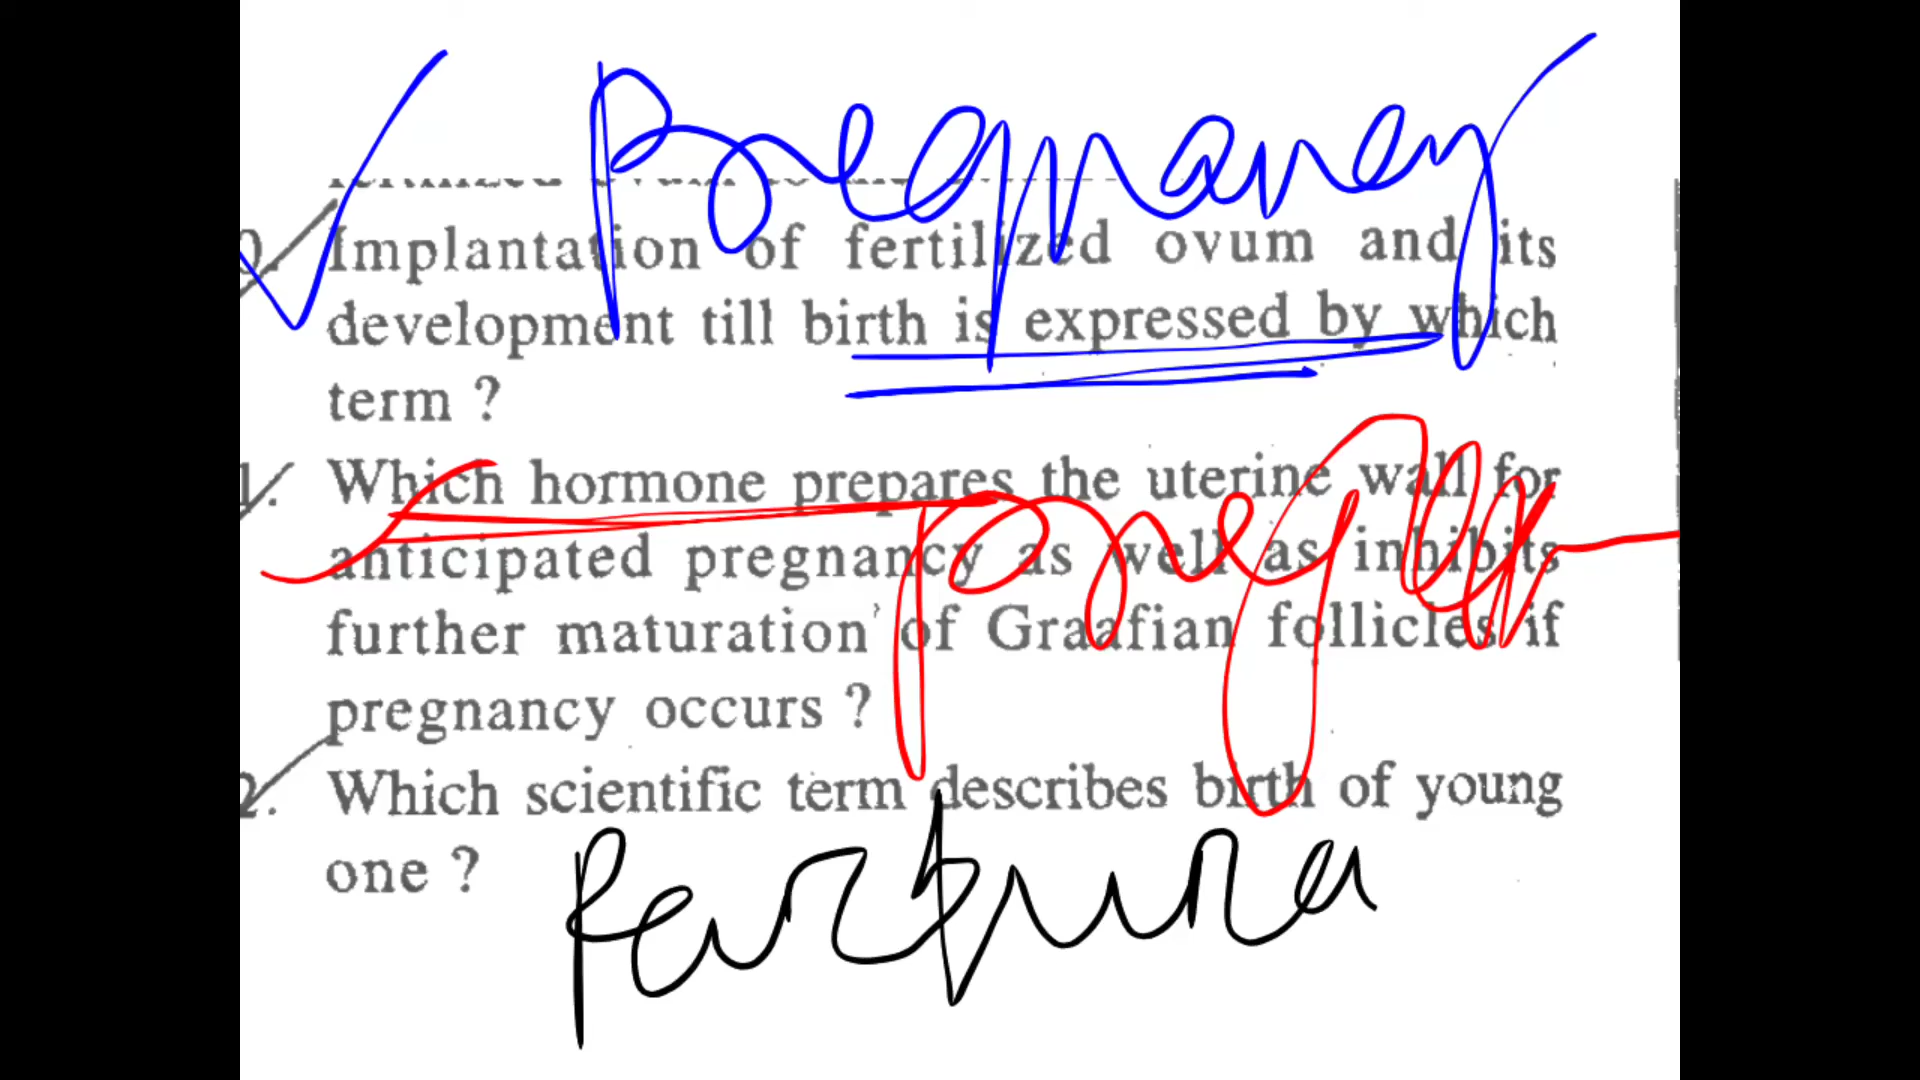 Pregnancy
0. Implantation of fertilized ovum and its
development till birth is expressed by which
term ?
1. Which hormone prepares the uterine wall for
anticipated pregnancy as well as inhibits
further maturation of Graafian follicles if
pregnancy occurs ?
2. Which scientific term describes birth of young
one ?